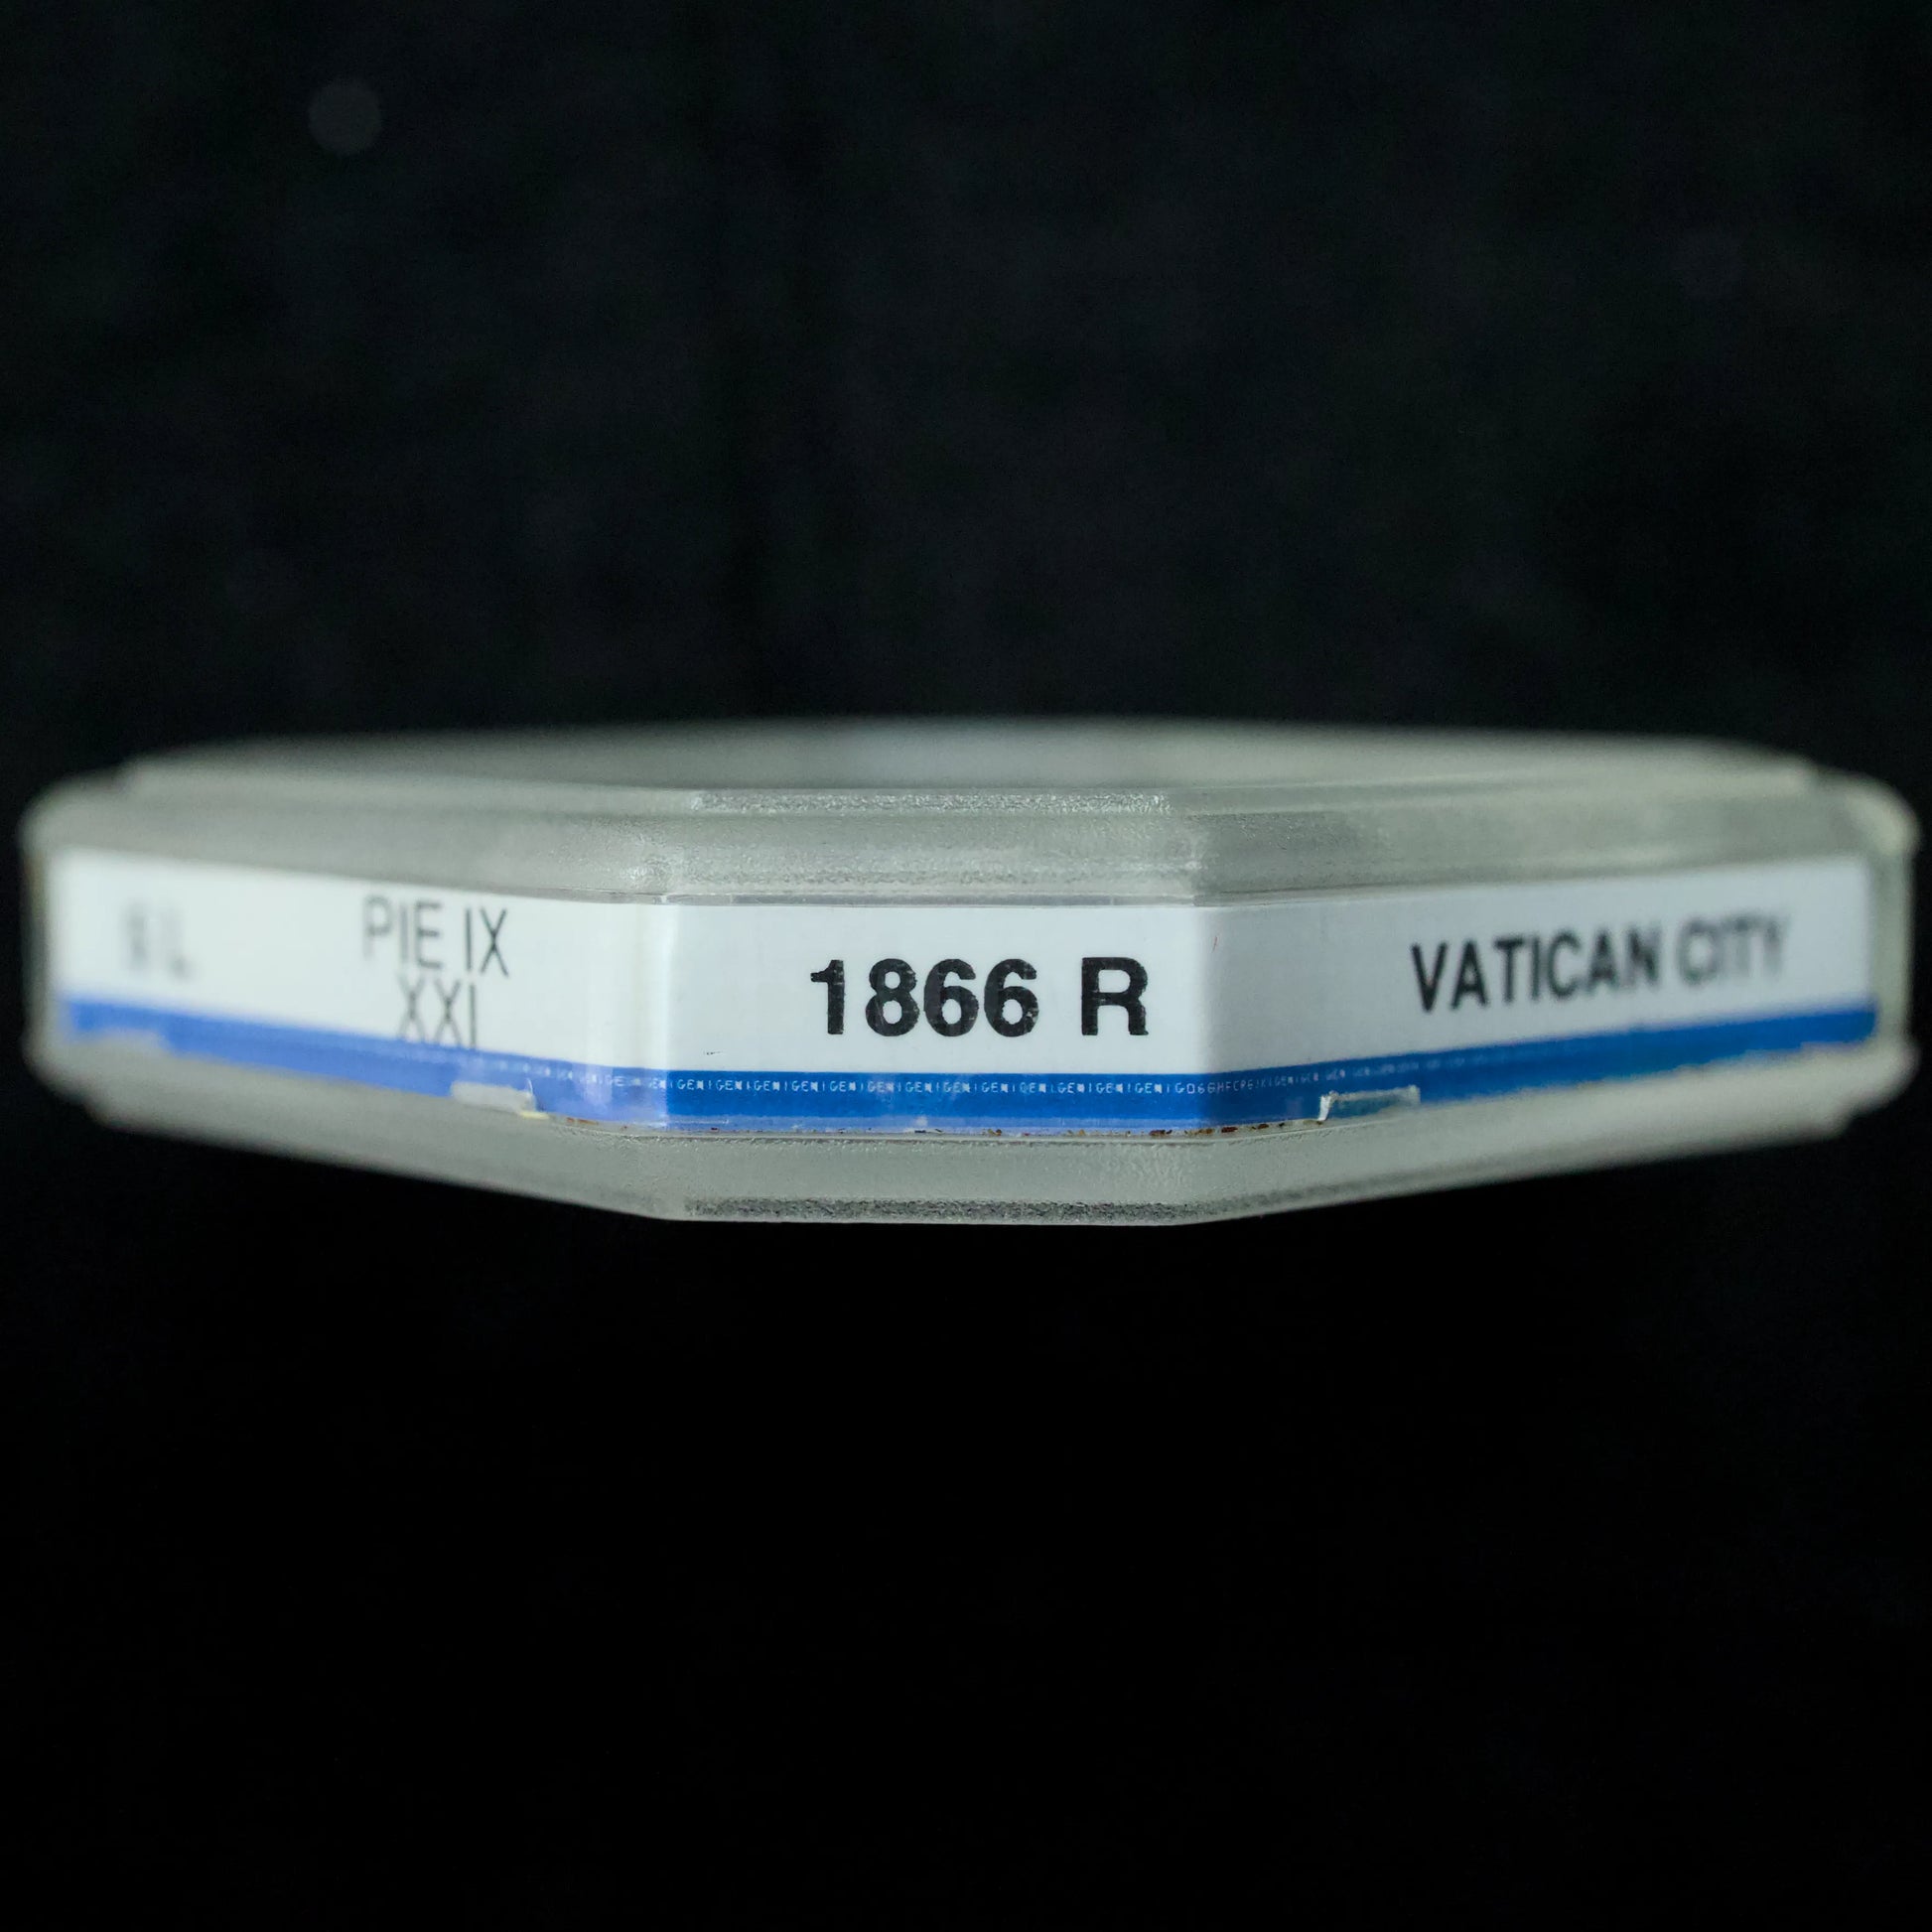 PIE IX
XXI
1866 R
VATICAN CITY